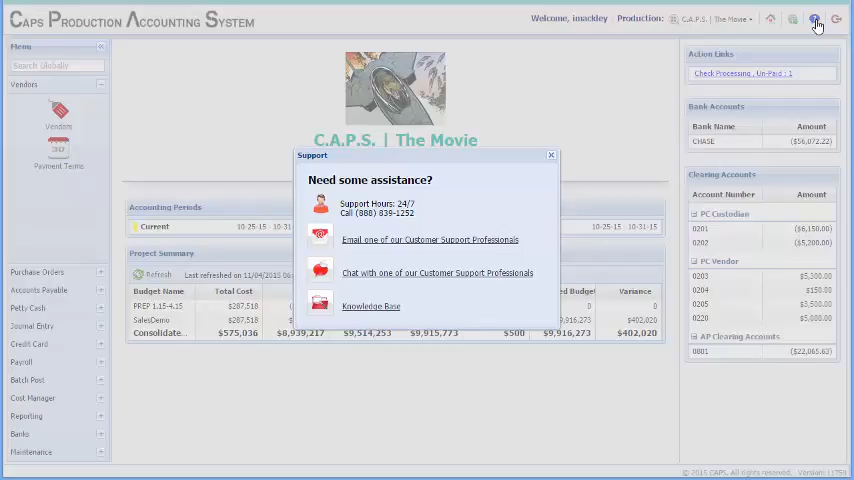 CAPS PRODUCTION ACCOUNTING SYSTEM
Welcome, imackley Production: C.A.P.S. | The Movie
Menu
Search Globally
Vendors
Vendors
30
Payment Terms
Purchase Orders
Accounts Payable
Petty Cash
Journal Entry
Credit Card
Payroll
Batch Post
Cost Manager
Reporting
Banks
Maintenance
C.A.P.S. | The Movie
Accounting Periods
Current 10-25-15 10-31-15
10-25-15 10-31-15
Project Summary
Refresh Last refreshed on 11/04/2015
Budget Name Total Cost Variance
PREP 1.15-4.15 $287,518 0 0
SalesDemo $287,518 $402,020
Consolidate... $575,036 $8,939,217 $9,514,253 $9,915,773 $500 $9,916,273 $402,020
Support
Need some assistance?
Support Hours: 24/7
Call (888) 839-1252
Email one of our Customer Support Professionals
Chat with one of our Customer Support Professionals
Knowledge Base
Action Links
Check Processing , Un-Paid : 1
Bank Accounts
Bank Name Amount
CHASE ($56,072.22)
Clearing Accounts
Account Number Amount
PC Custodian
0201 ($6,150.00)
0202 ($5,200.00)
PC Vendor
0203 $5,300.00
0204 $150.00
0205 $3,500.00
0220 $5,000.00
AP Clearing Accounts
0801 ($22,065.63)
© 2015 CAPS. All rights reserved. Version: